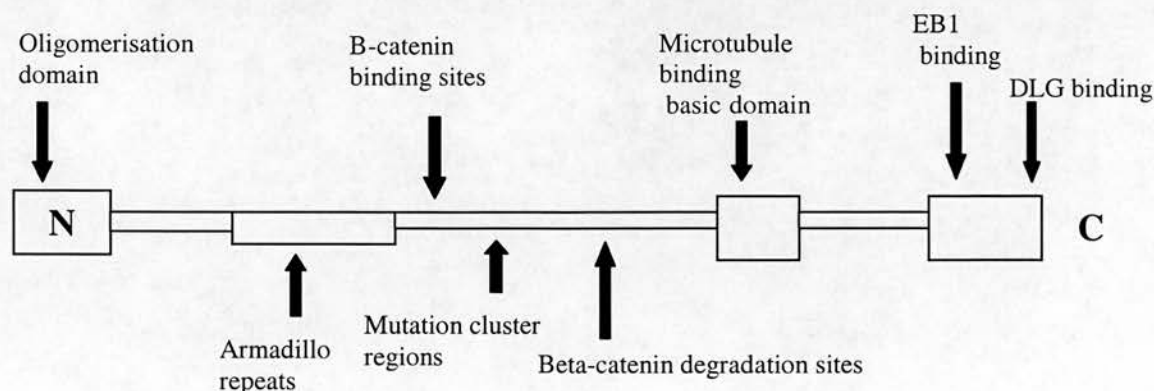 Oligomerisation
domain
B-catenin
binding sites
Microtubule
binding
basic domain
EB1
binding
DLG binding
N
C
Armadillo
repeats
Mutation cluster
regions
Beta-catenin degradation sites